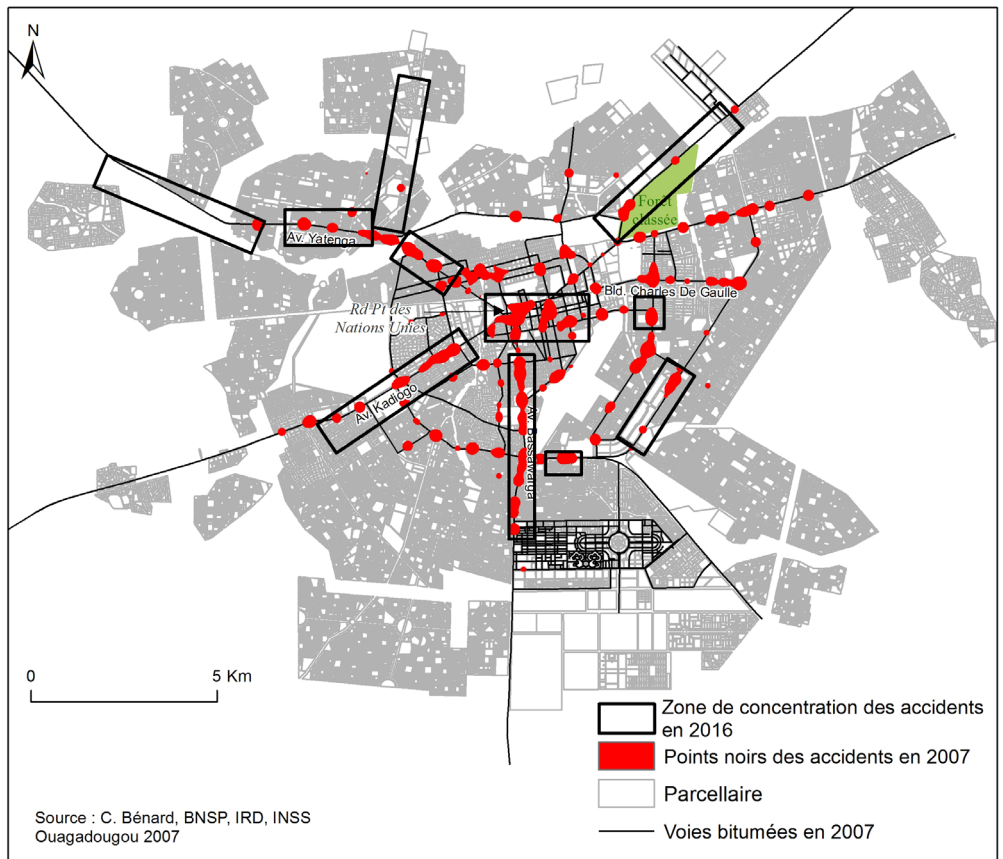 N
Forêt
classée
Av. Yatenga
Bld. Charles De Gaulle
Rd-Pt des
Nations Unies
Av. Kadiogo
Av. Bassawarga
0 5 Km
Zone de concentration des accidents
en 2016
Points noirs des accidents en 2007
Parcellaire
Voies bitumées en 2007
Source : C. Bénard, BNSP, IRD, INSS
Ouagadougou 2007